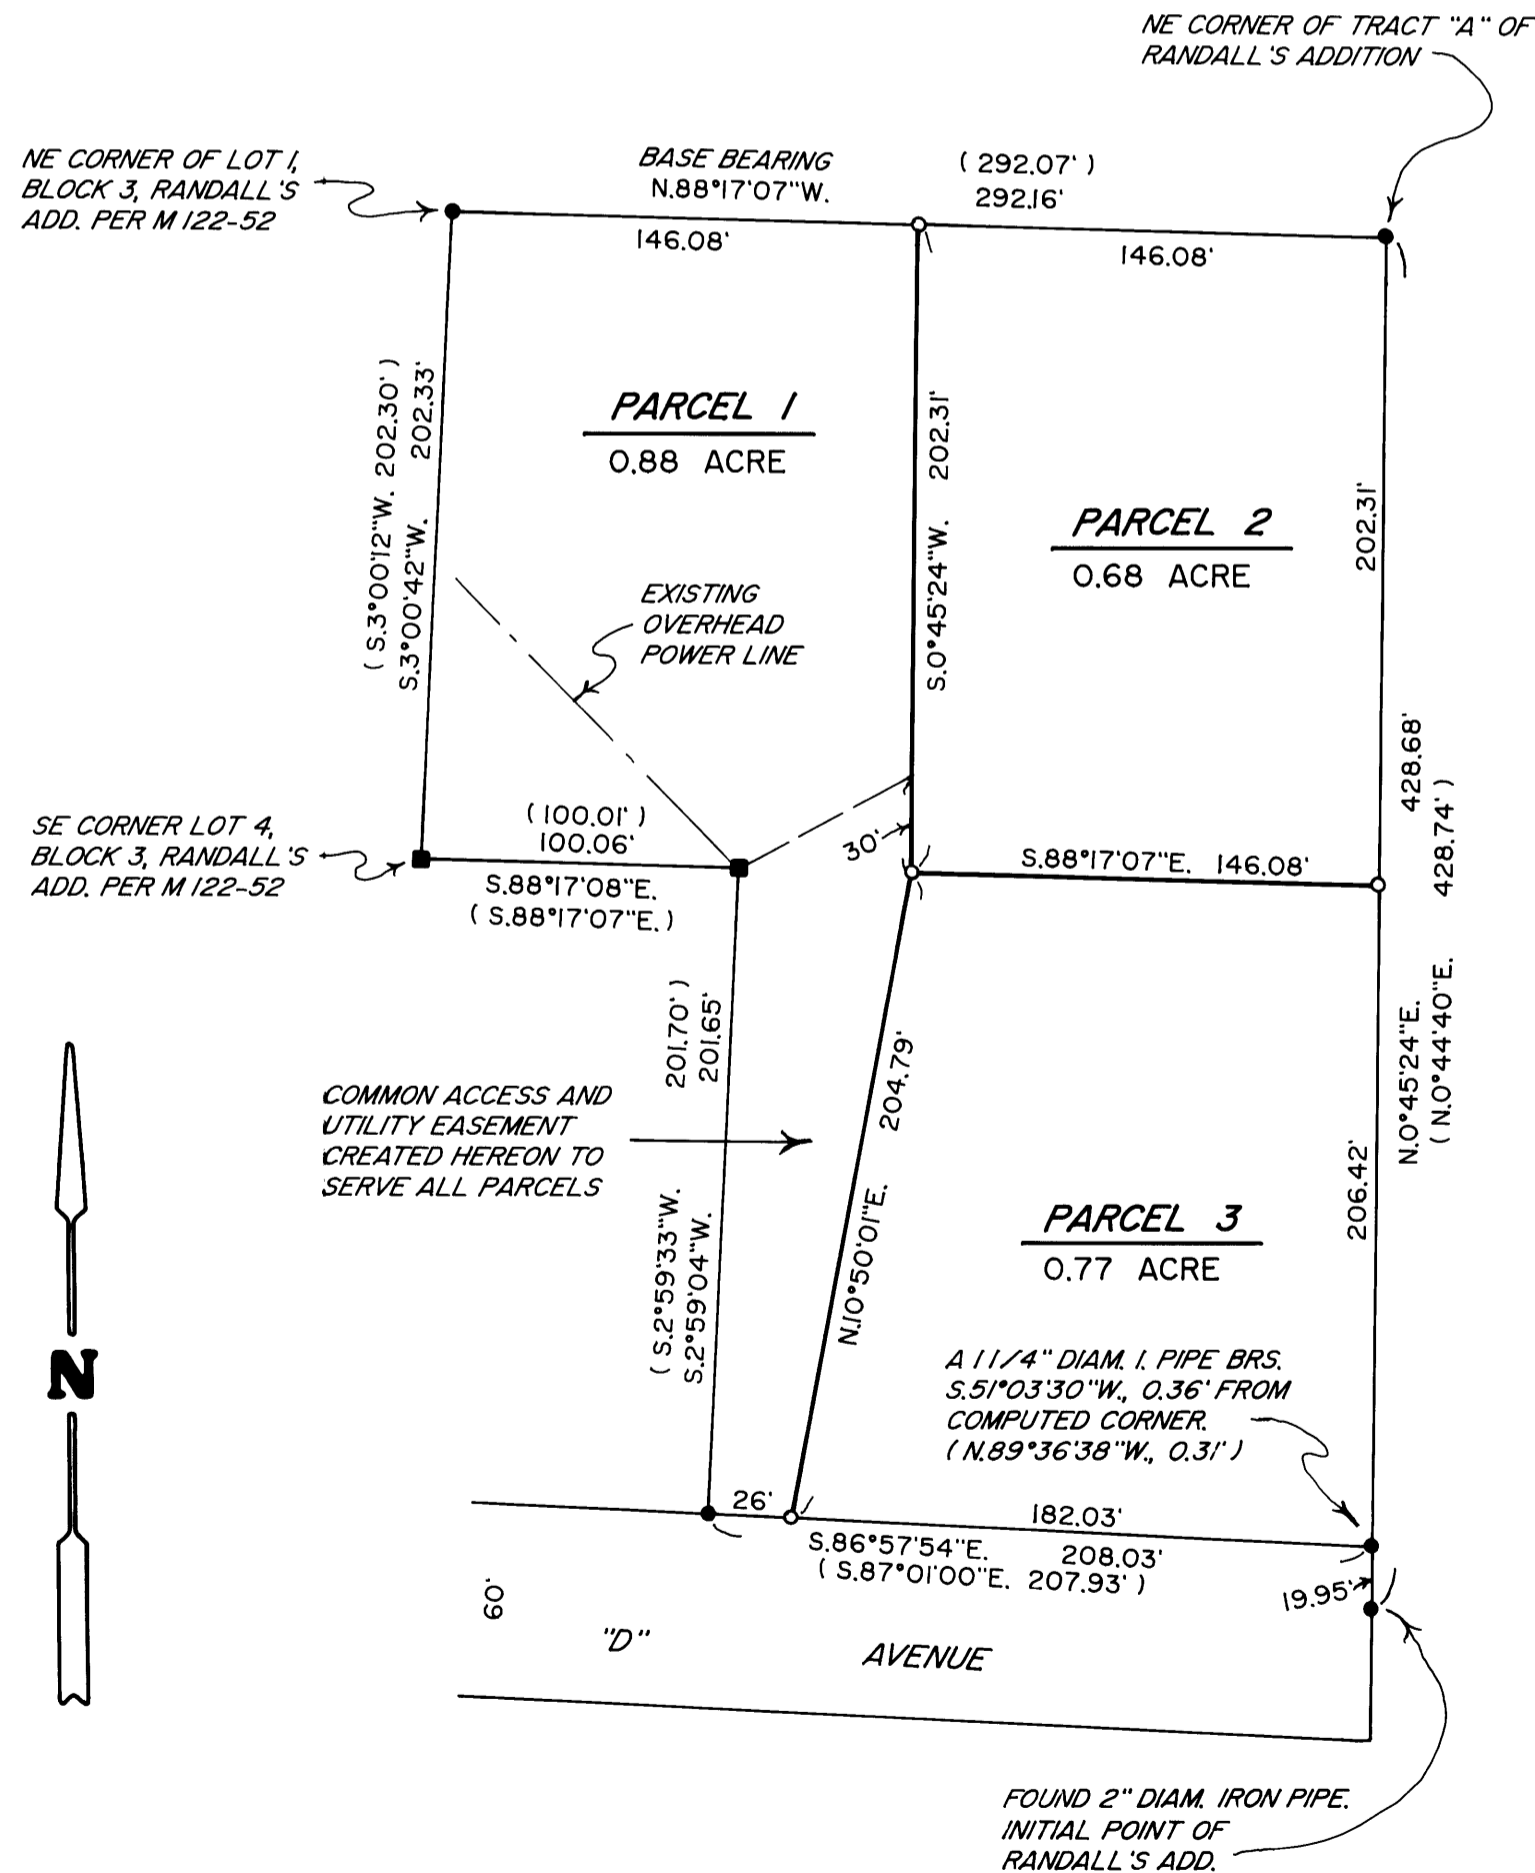 NE CORNER OF TRACT "A" OF
RANDALL'S ADDITION
NE CORNER OF LOT 1,
BLOCK 3, RANDALL'S
ADD. PER M 122-52
BASE BEARING
N.88°17'07"W.
( 292.07' )
292.16'
146.08'
146.08'
( S.3°00'12"W. 202.30' )
S.3°00'42"W. 202.33'
PARCEL 1
0.88 ACRE
S.0°45'24"W. 202.31'
PARCEL 2
0.68 ACRE
202.31'
EXISTING
OVERHEAD
POWER LINE
428.68'
428.74' )
SE CORNER LOT 4,
BLOCK 3, RANDALL'S
ADD. PER M 122-52
( 100.01' )
100.06'
S.88°17'08"E.
( S.88°17'07"E. )
30'
S.88°17'07"E. 146.08'
201.70' )
201.65'
( S.2°59'33"W.
S.2°59'04"W.
COMMON ACCESS AND
UTILITY EASEMENT
CREATED HEREON TO
SERVE ALL PARCELS
N.10°50'01"E. 204.79'
N.0°45'24"E.
( N.0°44'40"E.
206.42'
PARCEL 3
0.77 ACRE
N
A 1 1/4" DIAM. I. PIPE BRS.
S.51°03'30"W., 0.36' FROM
COMPUTED CORNER.
( N.89°36'38"W., 0.31' )
26'
182.03'
S.86°57'54"E. 208.03'
( S.87°01'00"E. 207.93' )
19.95'
60'
"D" AVENUE
FOUND 2" DIAM. IRON PIPE.
INITIAL POINT OF
RANDALL'S ADD.